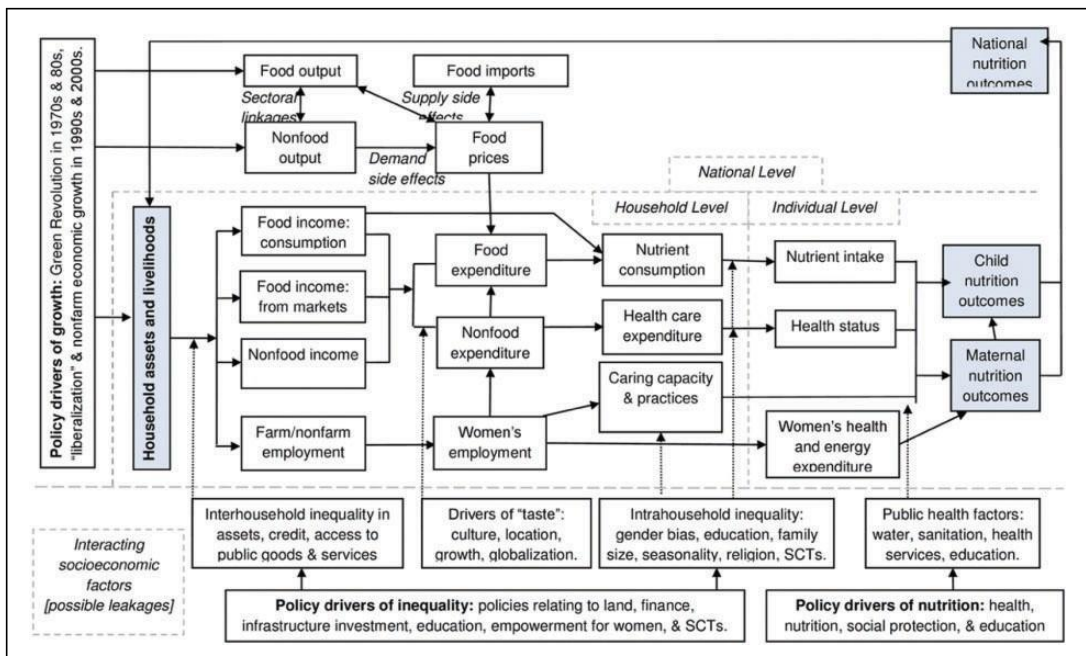 Policy drivers of growth: Green Revolution in 1970s & 80s,
"liberalization" & nonfarm economic growth in 1990s & 2000s.
Food output
Food imports
National
nutrition
outcomes
Sectoral
linkages
Supply side
effects
Nonfood
output
Demand
side effects
Food
prices
National Level
Household Level
Individual Level
Household assets and livelihoods
Food income:
consumption
Food income:
from markets
Nonfood income
Farm/nonfarm
employment
Food
expenditure
Nonfood
expenditure
Women's
employment
Nutrient
consumption
Health care
expenditure
Caring capacity
& practices
Nutrient intake
Health status
Women's health
and energy
expenditure
Child
nutrition
outcomes
Maternal
nutrition
outcomes
Interacting
socioeconomic
factors
[possible leakages]
Interhousehold inequality in
assets, credit, access to
public goods & services
Drivers of "taste":
culture, location,
growth, globalization.
Intrahousehold inequality:
gender bias, education, family
size, seasonality, religion, SCTs.
Public health factors:
water, sanitation, health
services, education.
Policy drivers of inequality: policies relating to land, finance,
infrastructure investment, education, empowerment for women, & SCTs.
Policy drivers of nutrition: health,
nutrition, social protection, & education